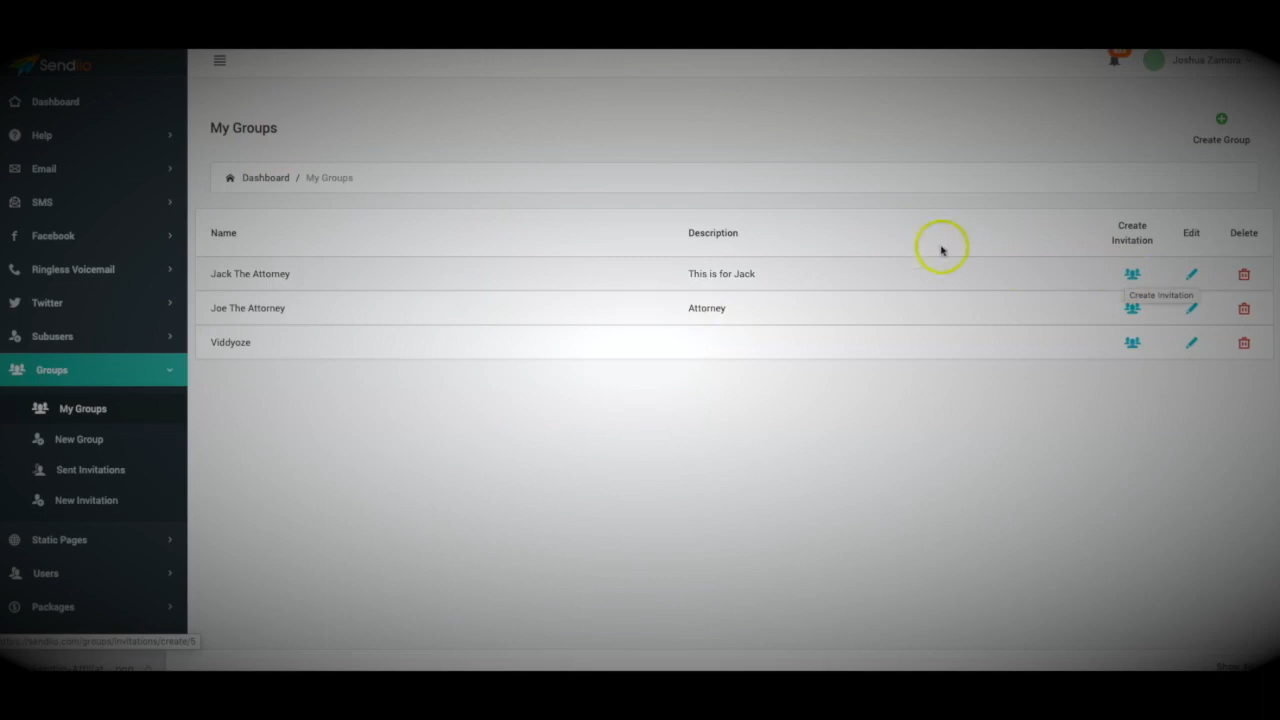 Sendiio
Joshua Zamora
Dashboard
Help
Email
SMS
Facebook
Ringless Voicemail
Twitter
Subusers
Groups
My Groups
New Group
Sent Invitations
New Invitation
Static Pages
Users
Packages
My Groups
Create Group
Dashboard / My Groups
Name Description Create Invitation Edit Delete
Jack The Attorney This is for Jack
Create Invitation
Joe The Attorney Attorney
Viddyoze
https://sendiio.com/groups/invitations/create/5